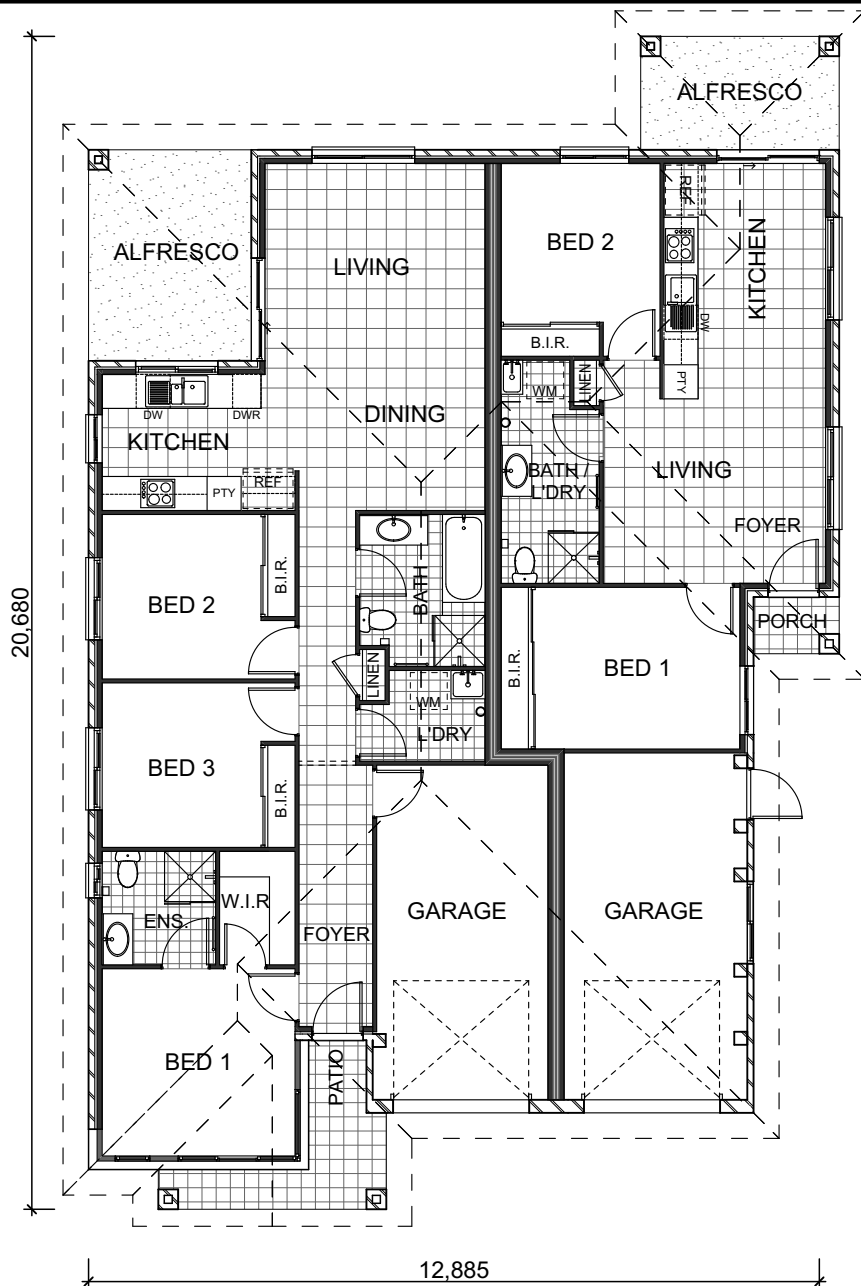 ALFRESCO
ALFRESCO
LIVING
BED 2
REF
KITCHEN
DW
B.I.R.
PTY
LINEN
WM
DINING
DW
DWR
KITCHEN
PTY
REF
BATH /
L'DRY
LIVING
FOYER
PORCH
BED 2
B.I.R.
BATH
LINEN
WM
L'DRY
B.I.R.
BED 1
BED 3
B.I.R.
20,680
ENS.
W.I.R
FOYER
GARAGE
GARAGE
BED 1
PATIO
12,885